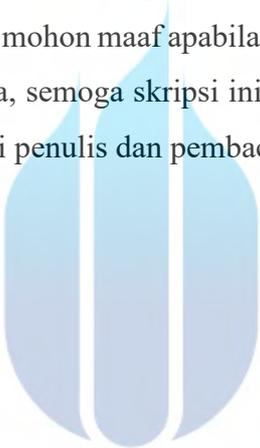 mohon maaf apabila
a, semoga skripsi ini
i penulis dan pembac